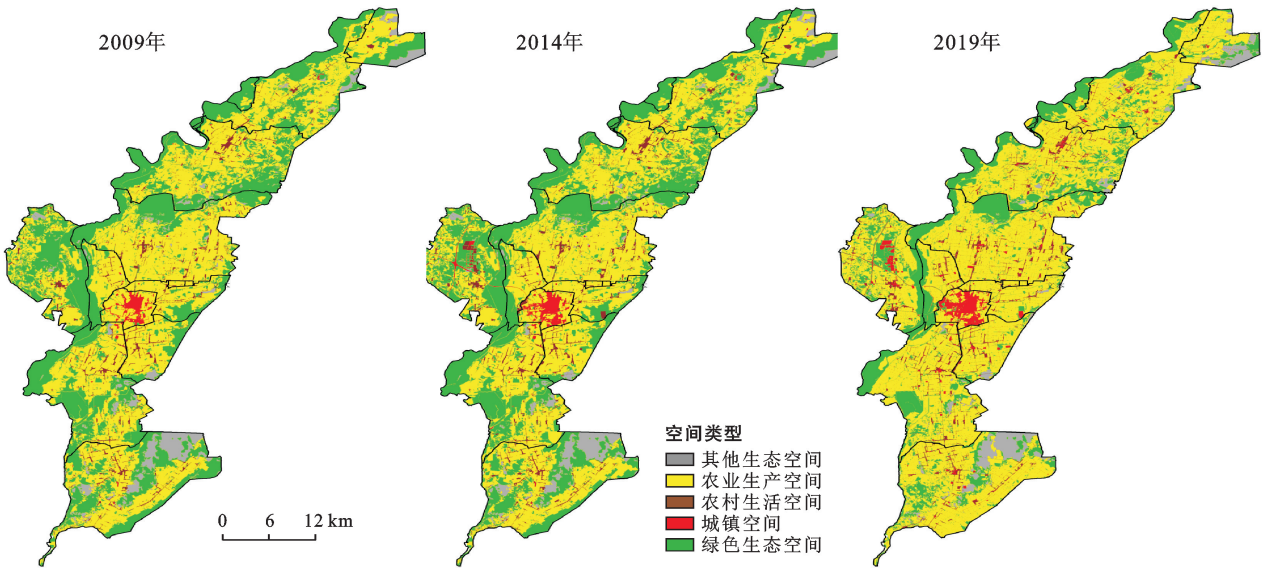 2009年
2014年
2019年
空间类型
其他生态空间
农业生产空间
农村生活空间
城镇空间
绿色生态空间
0 6 12 km